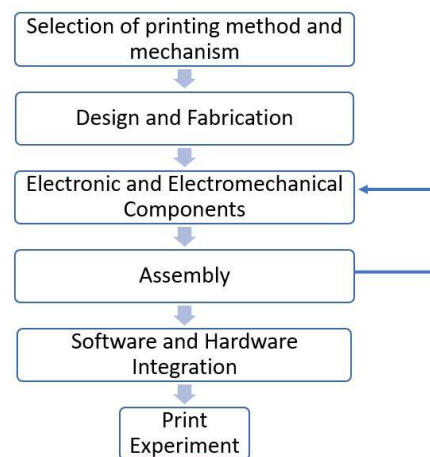 Selection of printing method and
mechanism
Design and Fabrication
Electronic and Electromechanical
Components
Assembly
Software and Hardware
Integration
Print
Experiment